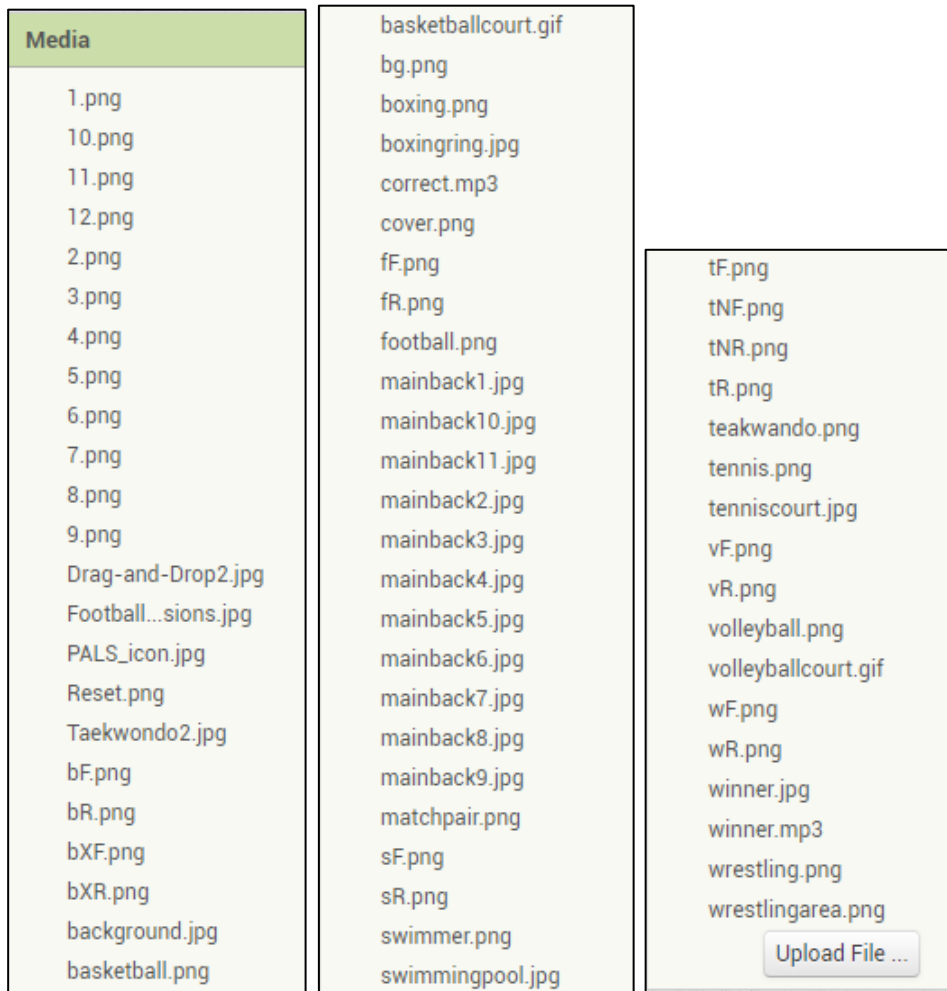 Media
1.png
10.png
11.png
12.png
2.png
3.png
4.png
5.png
6.png
7.png
8.png
9.png
Drag-and-Drop2.jpg
Football...sions.jpg
PALS_icon.jpg
Reset.png
Taekwondo2.jpg
bF.png
bR.png
bXF.png
bXR.png
background.jpg
basketball.png
basketballcourt.gif
bg.png
boxing.png
boxingring.jpg
correct.mp3
cover.png
fF.png
fR.png
football.png
mainback1.jpg
mainback10.jpg
mainback11.jpg
mainback2.jpg
mainback3.jpg
mainback4.jpg
mainback5.jpg
mainback6.jpg
mainback7.jpg
mainback8.jpg
mainback9.jpg
matchpair.png
sF.png
sR.png
swimmer.png
swimmingpool.jpg
tF.png
tNF.png
tNR.png
tR.png
teakwando.png
tennis.png
tenniscourt.jpg
vF.png
vR.png
volleyball.png
volleyballcourt.gif
wF.png
wR.png
winner.jpg
winner.mp3
wrestling.png
wrestlingarea.png
Upload File ...